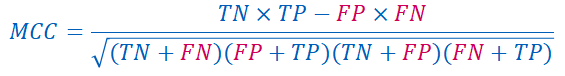 MCC = (TN × TP − FP × FN) / √((TN + FN)(FP + TP)(TN + FP)(FN + TP))